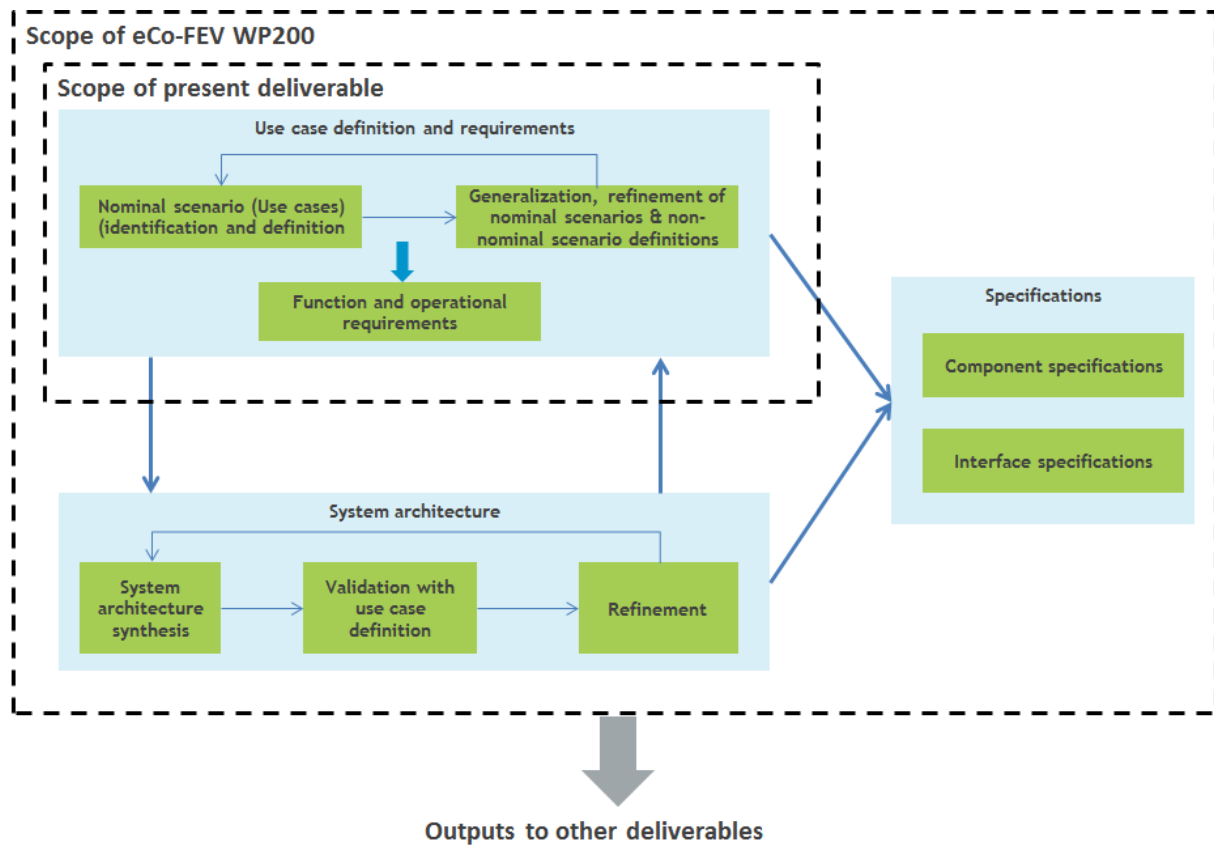 Scope of eCo-FEV WP200
Scope of present deliverable
Use case definition and requirements
Nominal scenario (Use cases)
(identification and definition
Generalization, refinement of
nominal scenarios & non-
nominal scenario definitions
Function and operational
requirements
Specifications
Component specifications
Interface specifications
System architecture
System
architecture
synthesis
Validation with
use case
definition
Refinement
Outputs to other deliverables